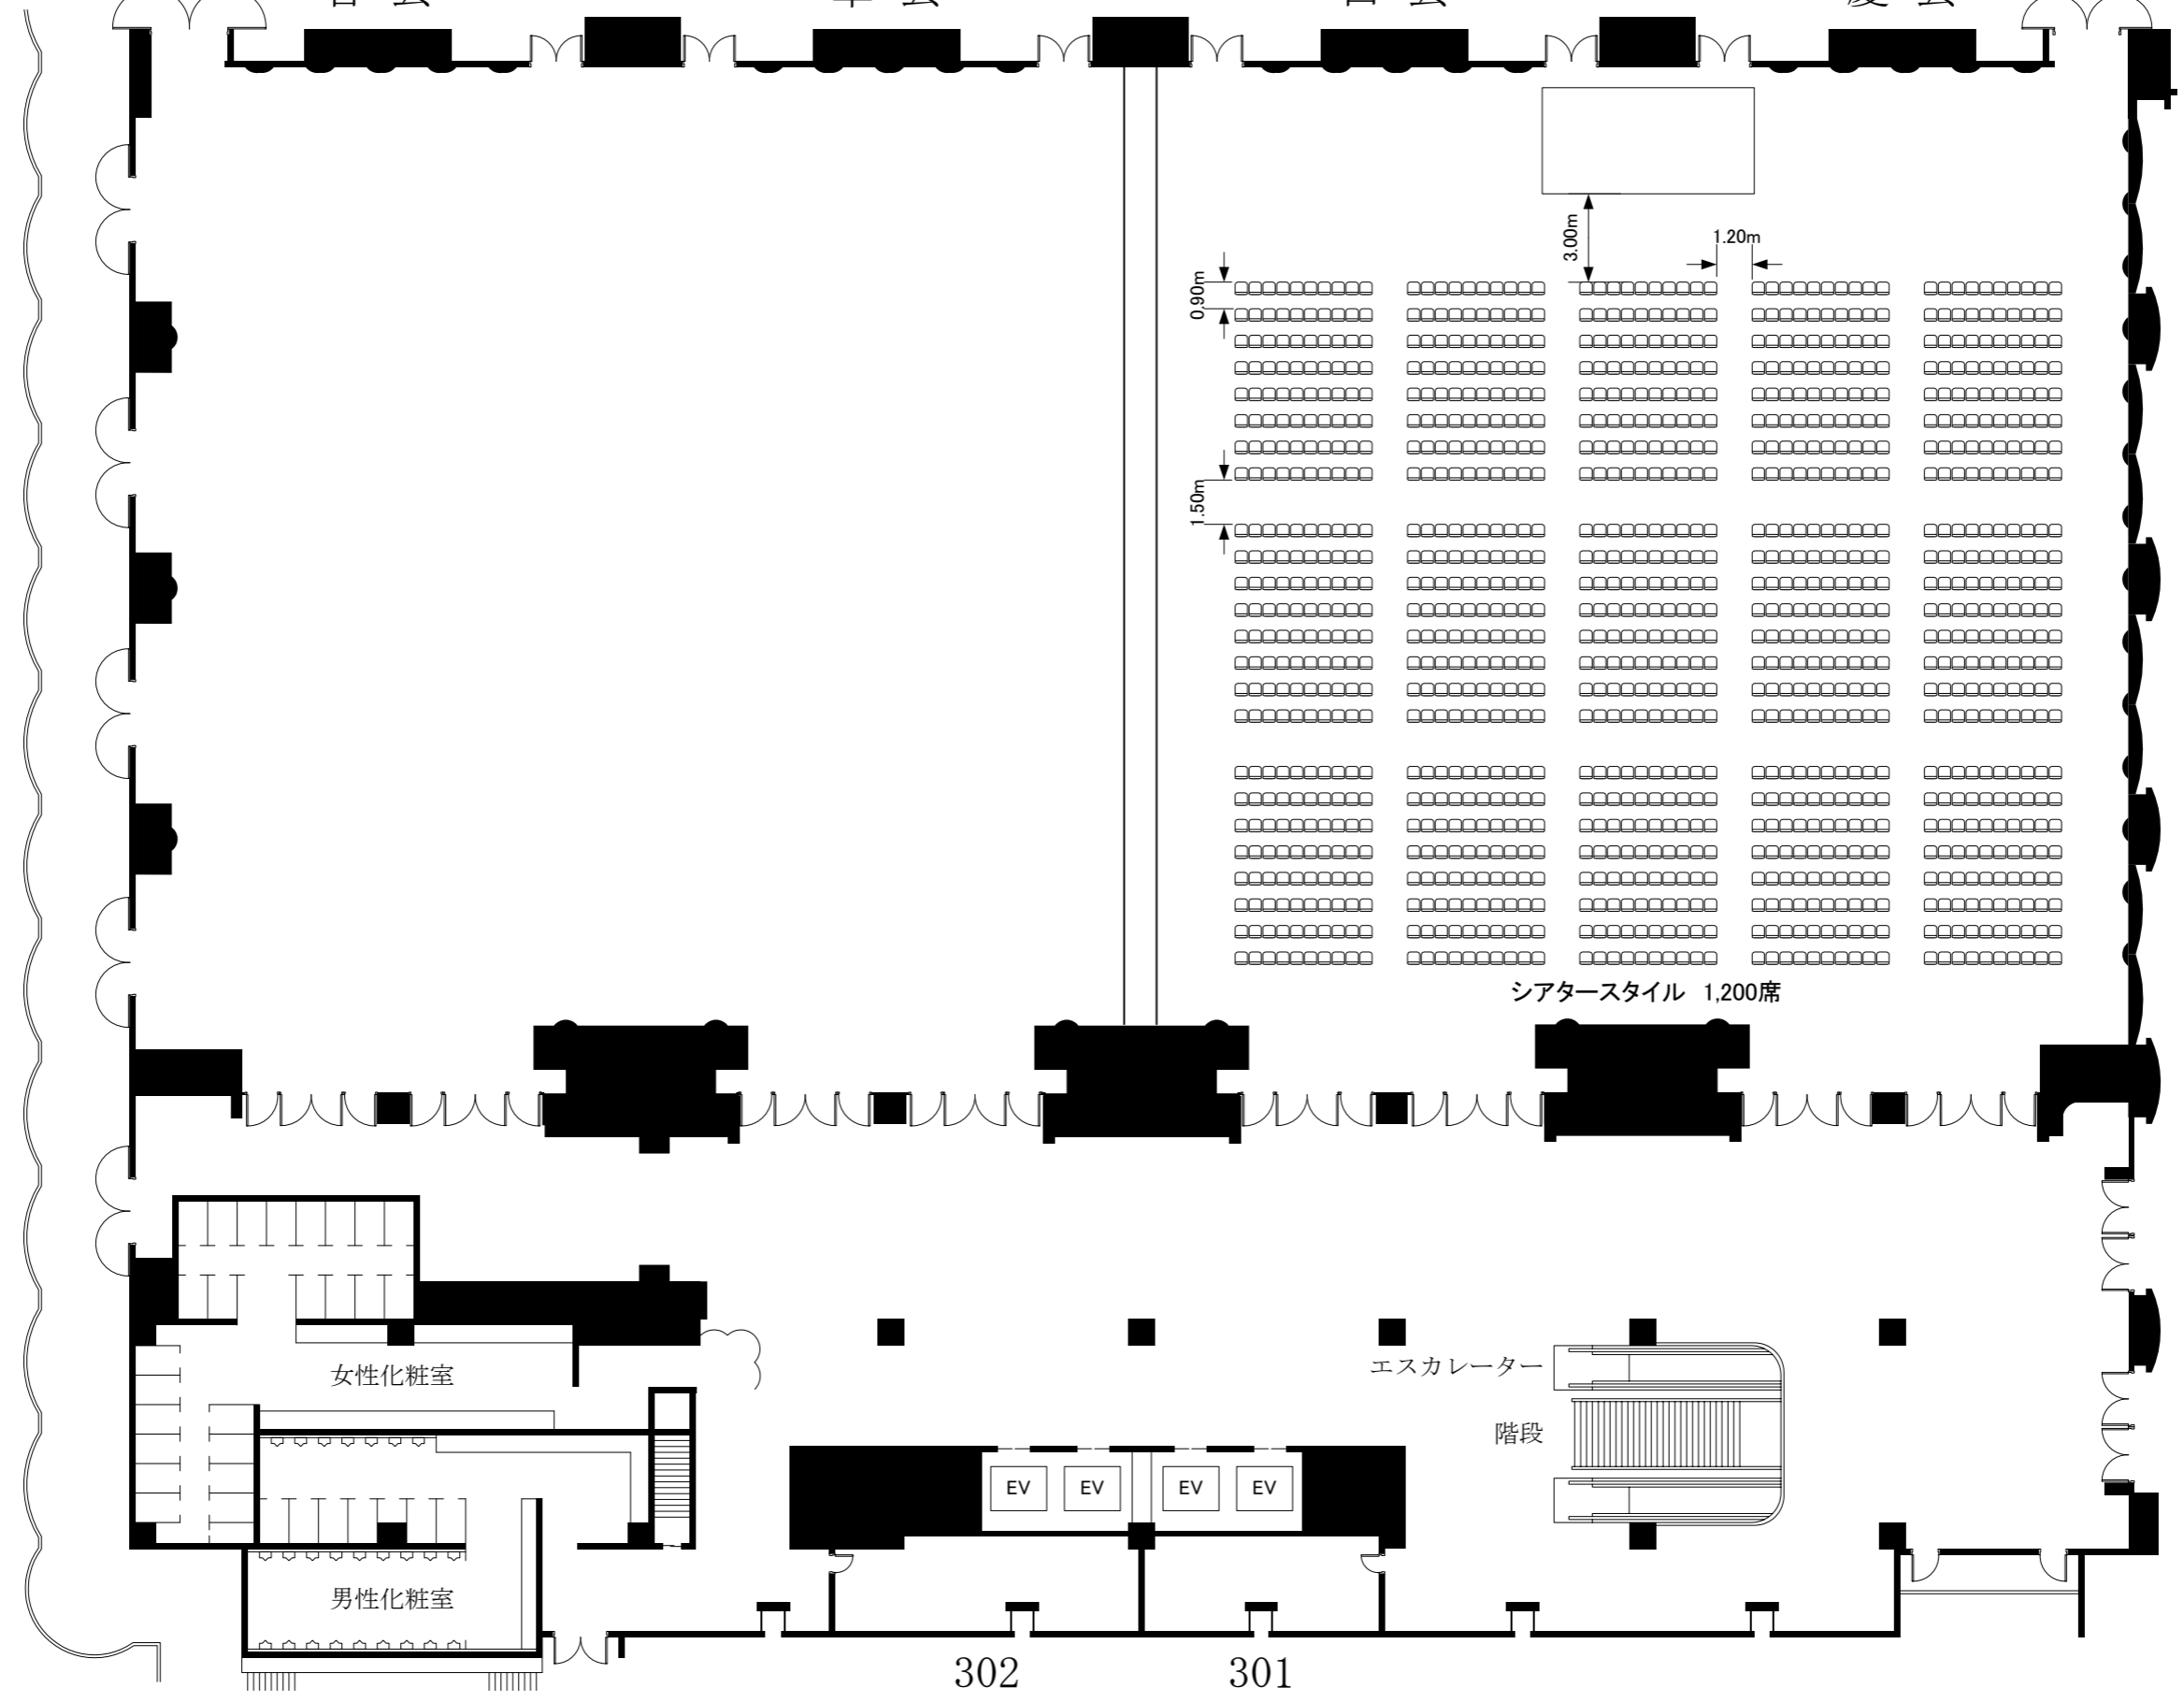 3.00m
1.20m
0.90m
1.50m
シアタースタイル 1,200席
女性化粧室
エスカレーター
階段
EV EV EV EV
男性化粧室
302 301